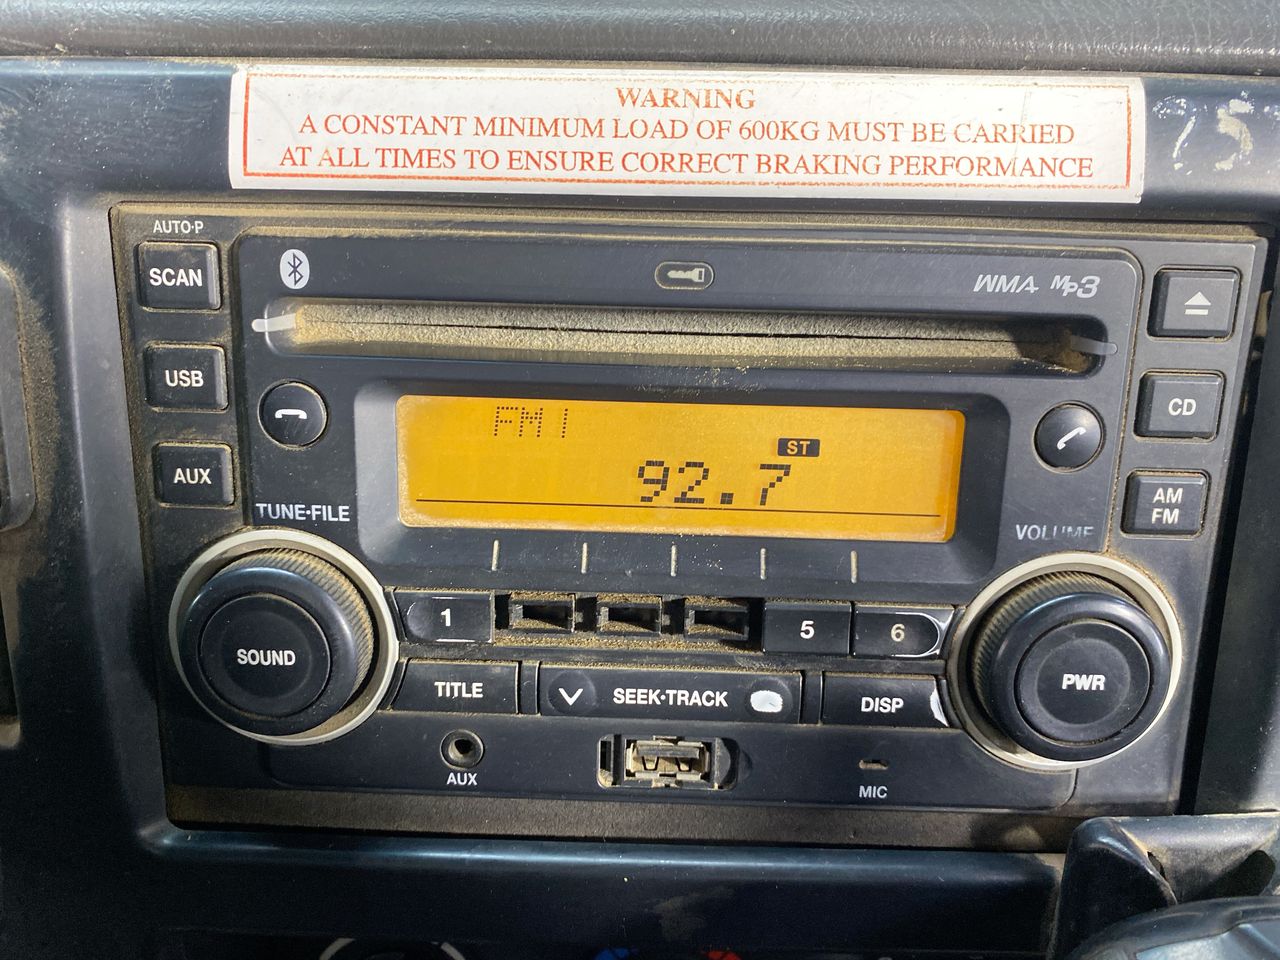 WARNING
A CONSTANT MINIMUM LOAD OF 600KG MUST BE CARRIED
AT ALL TIMES TO ENSURE CORRECT BRAKING PERFORMANCE
75
AUTO·P
SCAN
WMA MP3
USB
CD
FM1
ST
AUX
92.7
AM
FM
TUNE·FILE
VOLUME
1
5
6
SOUND
PWR
TITLE
SEEK·TRACK
DISP
AUX
MIC